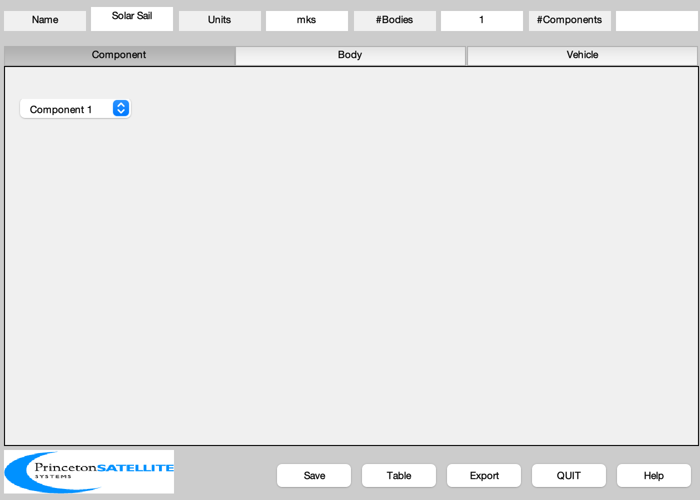 Name Solar Sail Units mks #Bodies 1 #Components
Component Body Vehicle
Component 1
PrincetonSATELLITE
SYSTEMS
Save Table Export QUIT Help